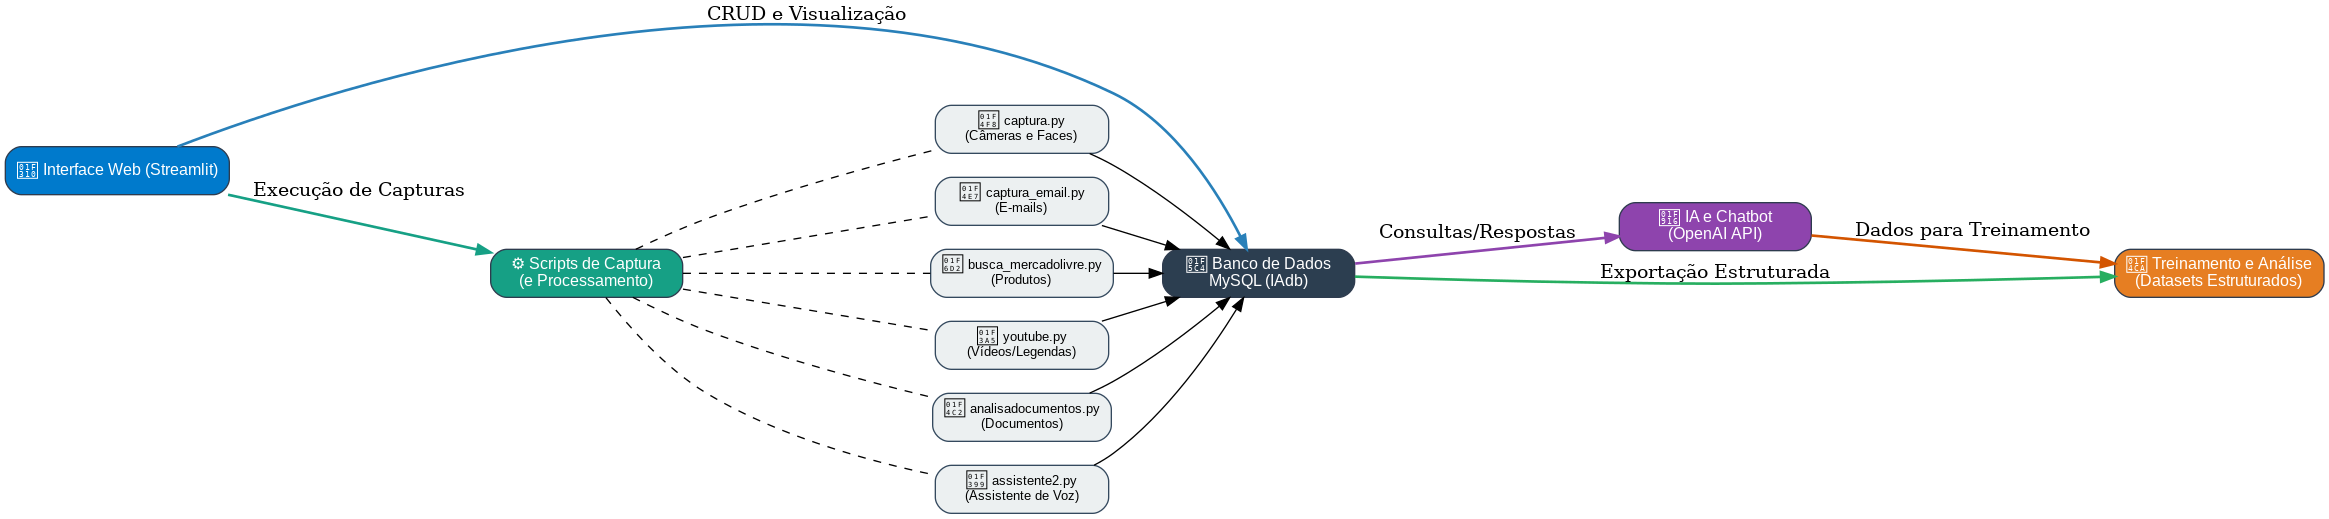 CRUD e Visualização
Interface Web (Streamlit)
Execução de Capturas
⚙ Scripts de Captura
(e Processamento)
captura.py
(Câmeras e Faces)
captura_email.py
(E-mails)
busca_mercadolivre.py
(Produtos)
youtube.py
(Vídeos/Legendas)
analisadocumentos.py
(Documentos)
assistente2.py
(Assistente de Voz)
Banco de Dados
MySQL (IAdb)
Consultas/Respostas
Exportação Estruturada
IA e Chatbot
(OpenAI API)
Dados para Treinamento
Treinamento e Análise
(Datasets Estruturados)